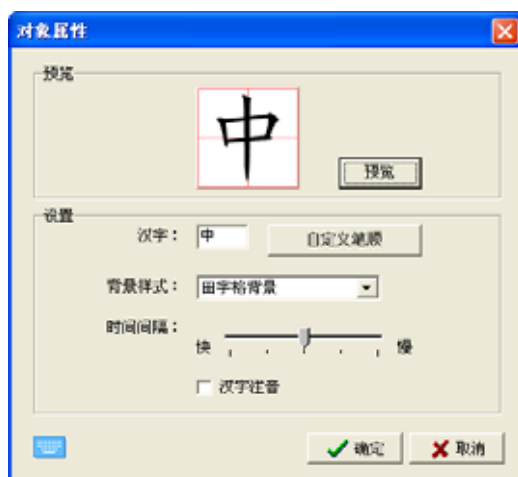 对象属性
预览
中
预览
设置
汉字： 中 自定义笔顺
背景样式： 田字格背景
时间间隔：
快 慢
汉字注音
确定 取消